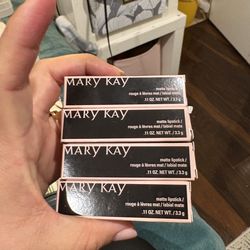 MARY KAY
matte lipstick /
rouge à lèvres mat / labial mate
.11 OZ. NET WT. / 3.3 g
MARY KAY
matte lipstick /
rouge à lèvres mat / labial mate
.11 OZ. NET WT. / 3.3 g
MARY KAY
matte lipstick /
rouge à lèvres mat / labial mate
.11 OZ. NET WT. / 3.3 g
MARY KAY
matte lipstick /
rouge à lèvres mat / labial mate
.11 OZ. NET WT. / 3.3 g